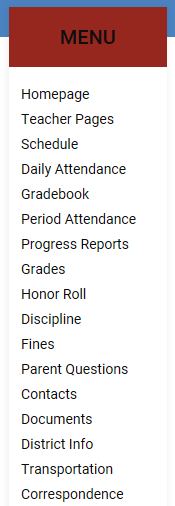 MENU
Homepage
Teacher Pages
Schedule
Daily Attendance
Gradebook
Period Attendance
Progress Reports
Grades
Honor Roll
Discipline
Fines
Parent Questions
Contacts
Documents
District Info
Transportation
Correspondence